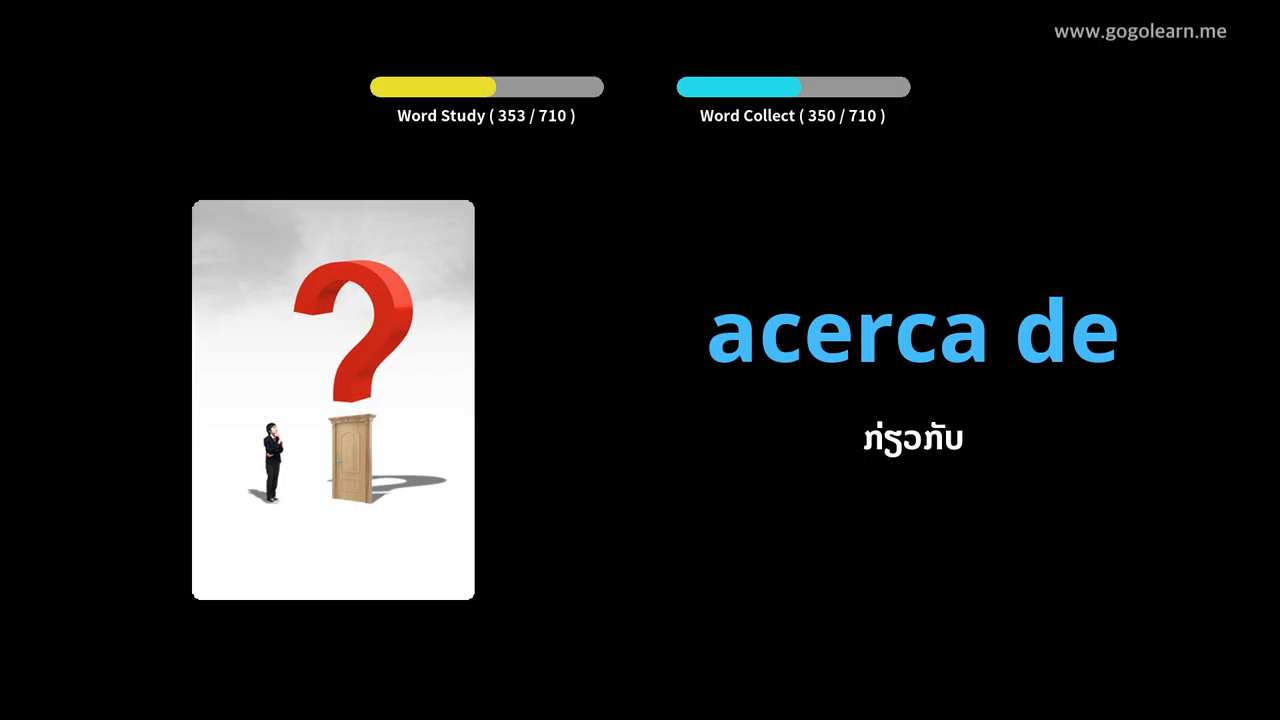 www.gogolearn.me
Word Study ( 353 / 710 )
Word Collect ( 350 / 710 )
acerca de
ກ່ຽວກັບ